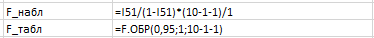 F_набл =I51/(1-I51)*(10-1-1)/1
F_табл =F.ОБР(0,95;1;10-1-1)